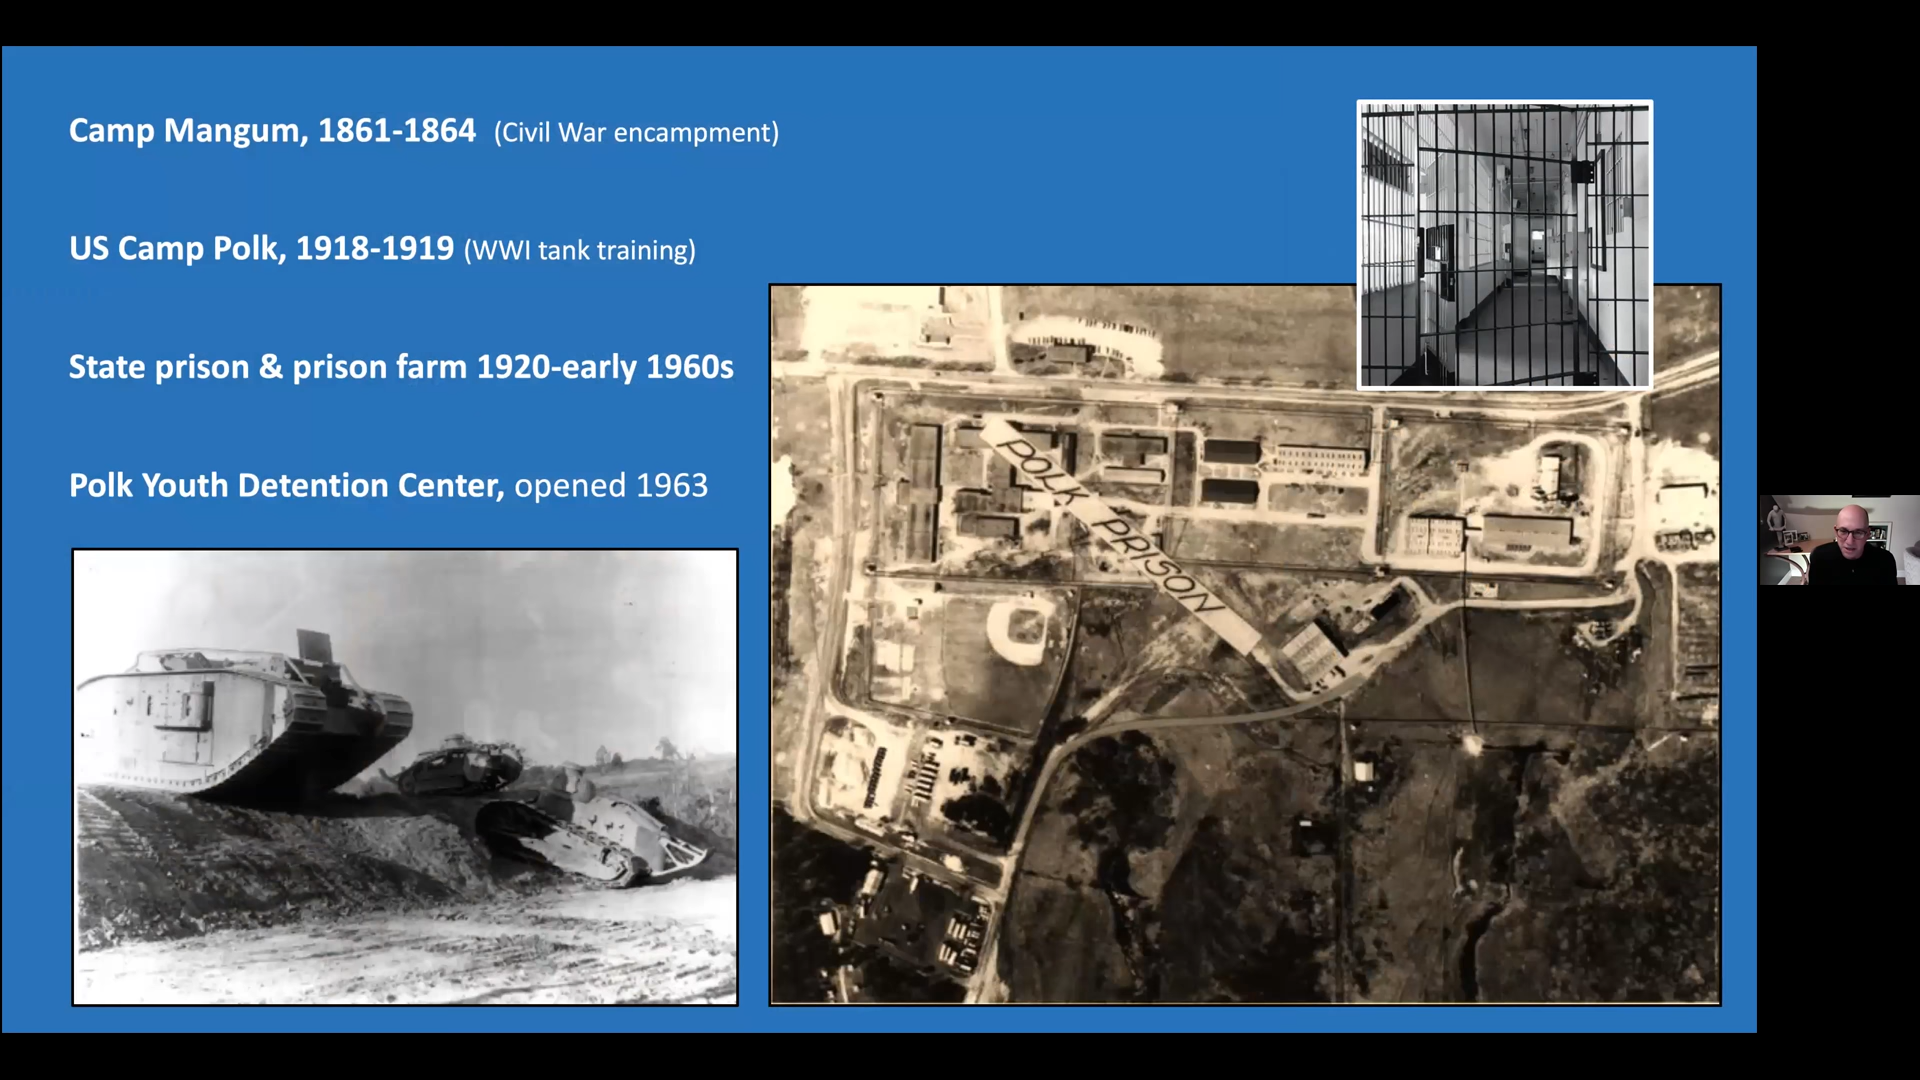 Camp Mangum, 1861-1864 (Civil War encampment)
US Camp Polk, 1918-1919 (WWI tank training)
State prison & prison farm 1920-early 1960s
Polk Youth Detention Center, opened 1963
POLK PRISON